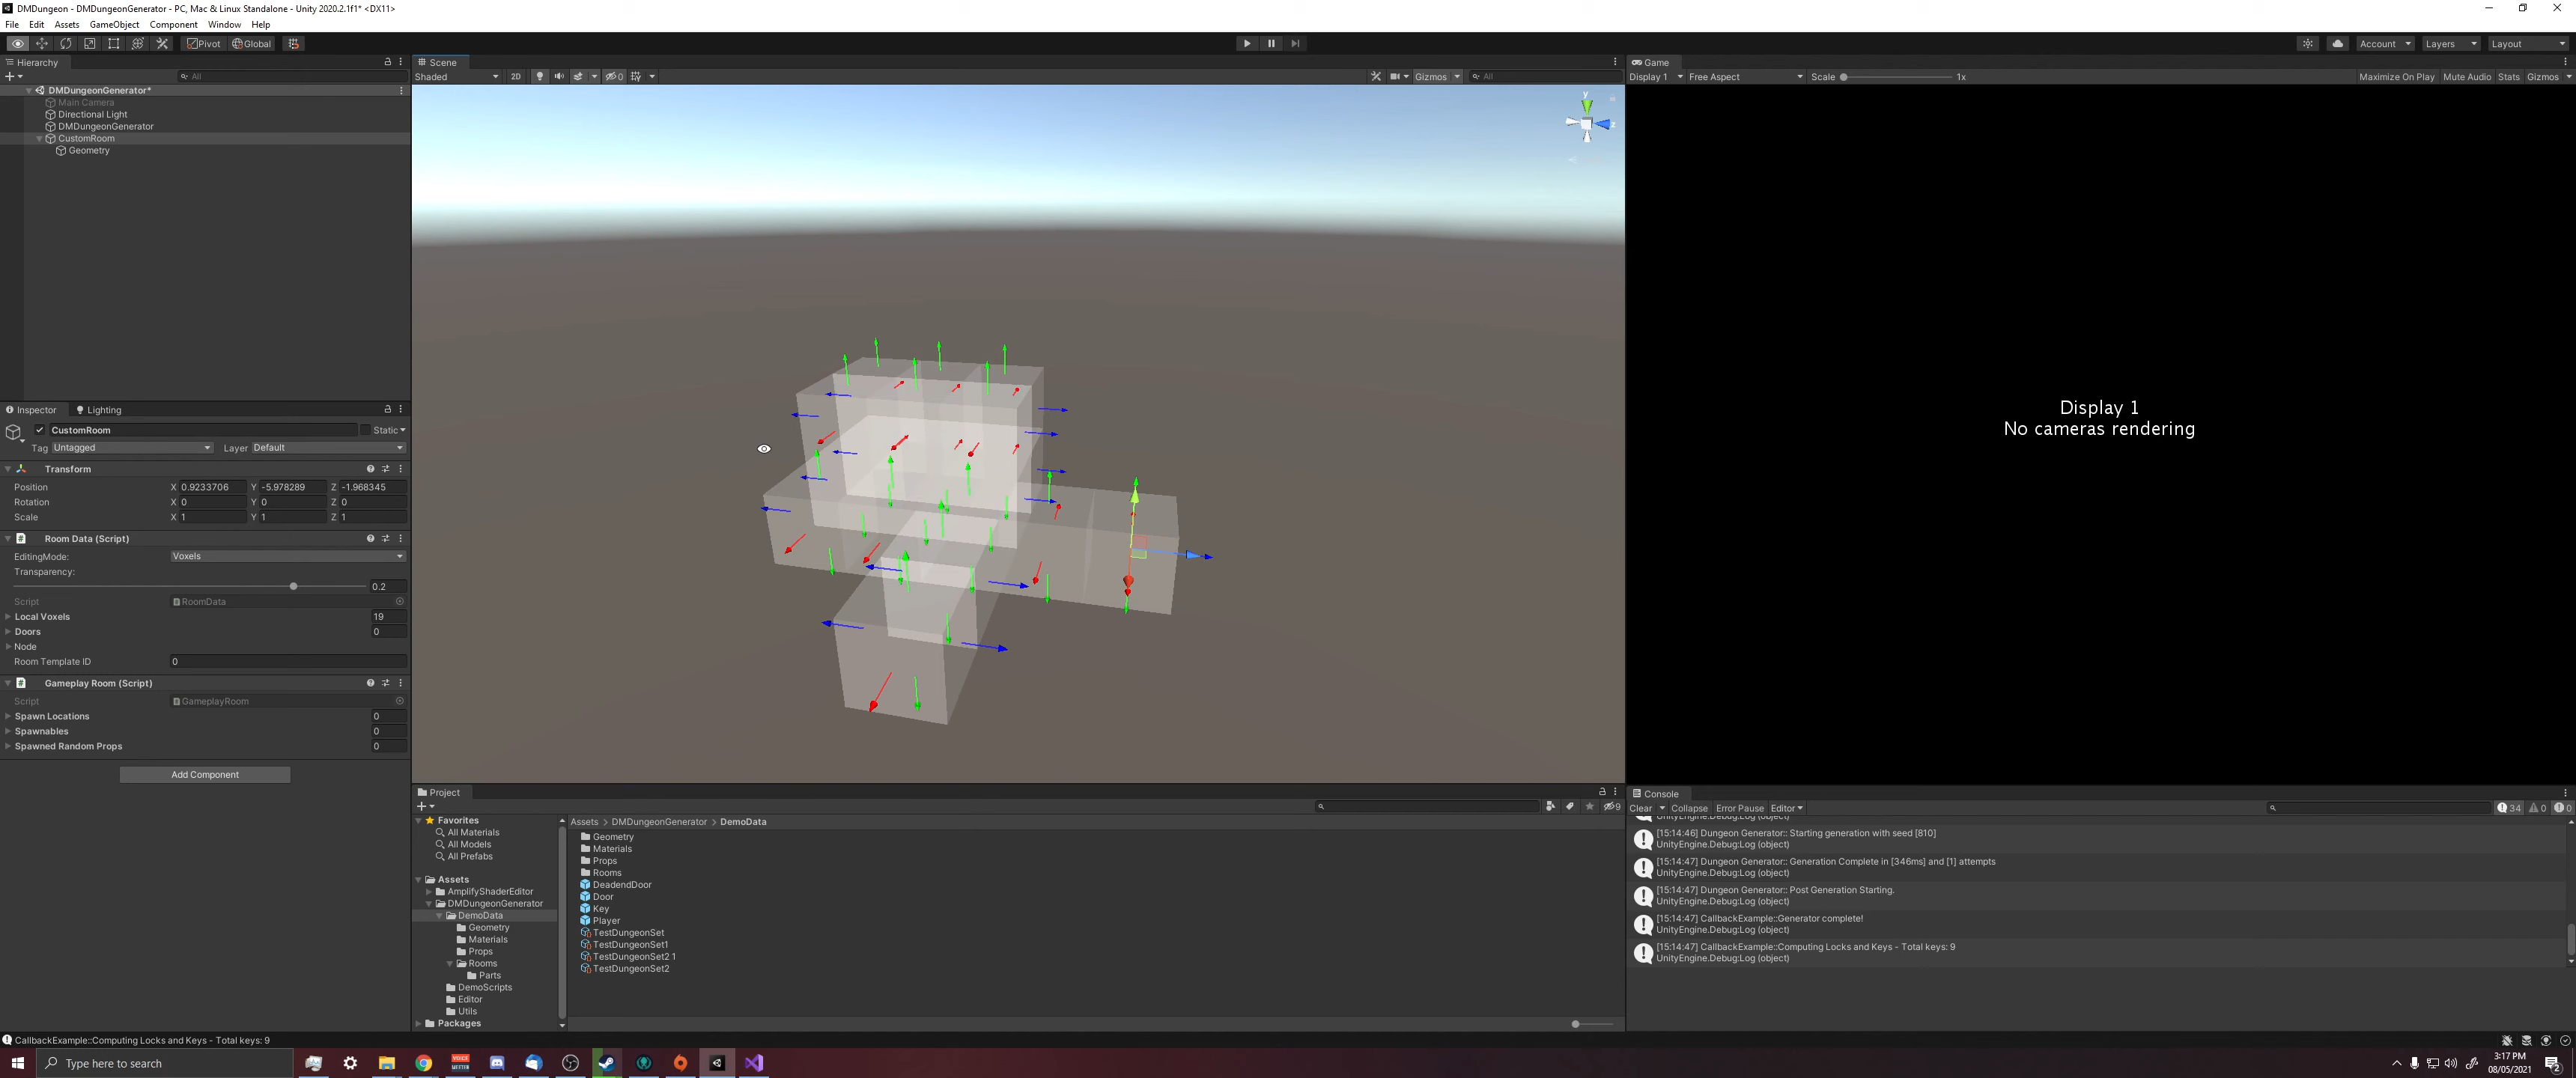 DMDungeon - DMDungeonGenerator - PC, Mac & Linux Standalone - Unity 2020.2.1f1* <DX11>
File Edit Assets GameObject Component Window Help
Pivot Global
Account Layers Layout
Hierarchy
All
DMDungeonGenerator*
Main Camera
Directional Light
DMDungeonGenerator
CustomRoom
Geometry
Inspector Lighting
CustomRoom Static
Tag Untagged Layer Default
Transform
Position X 0.9233706 Y -5.978289 Z -1.968345
Rotation X 0 Y 0 Z 0
Scale X 1 Y 1 Z 1
Room Data (Script)
EditingMode: Voxels
Transparency:
0.2
Script RoomData
Local Voxels 19
Doors 0
Node
Room Template ID 0
Gameplay Room (Script)
Script GameplayRoom
Spawn Locations 0
Spawnables 0
Spawned Random Props 0
Add Component
Scene
Shaded 2D 0 Gizmos All
y
z
Game
Display 1 Free Aspect Scale 1x Maximize On Play Mute Audio Stats Gizmos
Display 1
No cameras rendering
Project
9
Favorites
All Materials
All Models
All Prefabs
Assets
AmplifyShaderEditor
DMDungeonGenerator
DemoData
Geometry
Materials
Props
Rooms
Parts
DemoScripts
Editor
Utils
Packages
Assets > DMDungeonGenerator > DemoData
Geometry
Materials
Props
Rooms
DeadendDoor
Door
Key
Player
TestDungeonSet
TestDungeonSet1
TestDungeonSet2 1
TestDungeonSet2
Console
Clear Collapse Error Pause Editor 34 0 0
UnityEngine.Debug:Log (object)
[15:14:46] Dungeon Generator:: Starting generation with seed [810]
UnityEngine.Debug:Log (object)
[15:14:47] Dungeon Generator:: Generation Complete in [346ms] and [1] attempts
UnityEngine.Debug:Log (object)
[15:14:47] Dungeon Generator:: Post Generation Starting.
UnityEngine.Debug:Log (object)
[15:14:47] CallbackExample::Generator complete!
UnityEngine.Debug:Log (object)
[15:14:47] CallbackExample::Computing Locks and Keys - Total keys: 9
UnityEngine.Debug:Log (object)
CallbackExample::Computing Locks and Keys - Total keys: 9
Type here to search
3:17 PM
08/05/2021
2